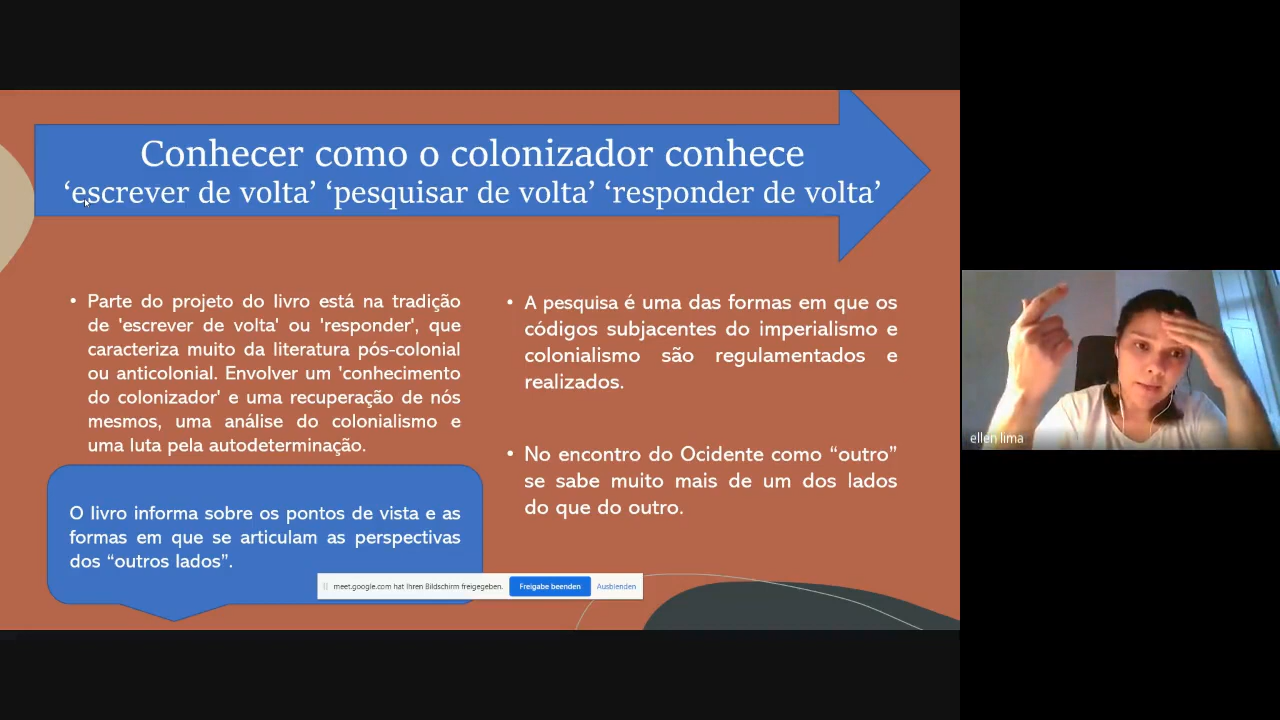 Conhecer como o colonizador conhece
‘escrever de volta’ ‘pesquisar de volta’ ‘responder de volta’
• Parte do projeto do livro está na tradição
de 'escrever de volta' ou 'responder', que
caracteriza muito da literatura pós-colonial
ou anticolonial. Envolver um 'conhecimento
do colonizador' e uma recuperação de nós
mesmos, uma análise do colonialismo e
uma luta pela autodeterminação.
O livro informa sobre os pontos de vista e as
formas em que se articulam as perspectivas
dos “outros lados”.
• A pesquisa é uma das formas em que os
códigos subjacentes do imperialismo e
colonialismo são regulamentados e
realizados.
• No encontro do Ocidente como “outro”
se sabe muito mais de um dos lados
do que do outro.
meet.google.com hat Ihren Bildschirm freigegeben. Freigabe beenden Ausblenden
ellen lima